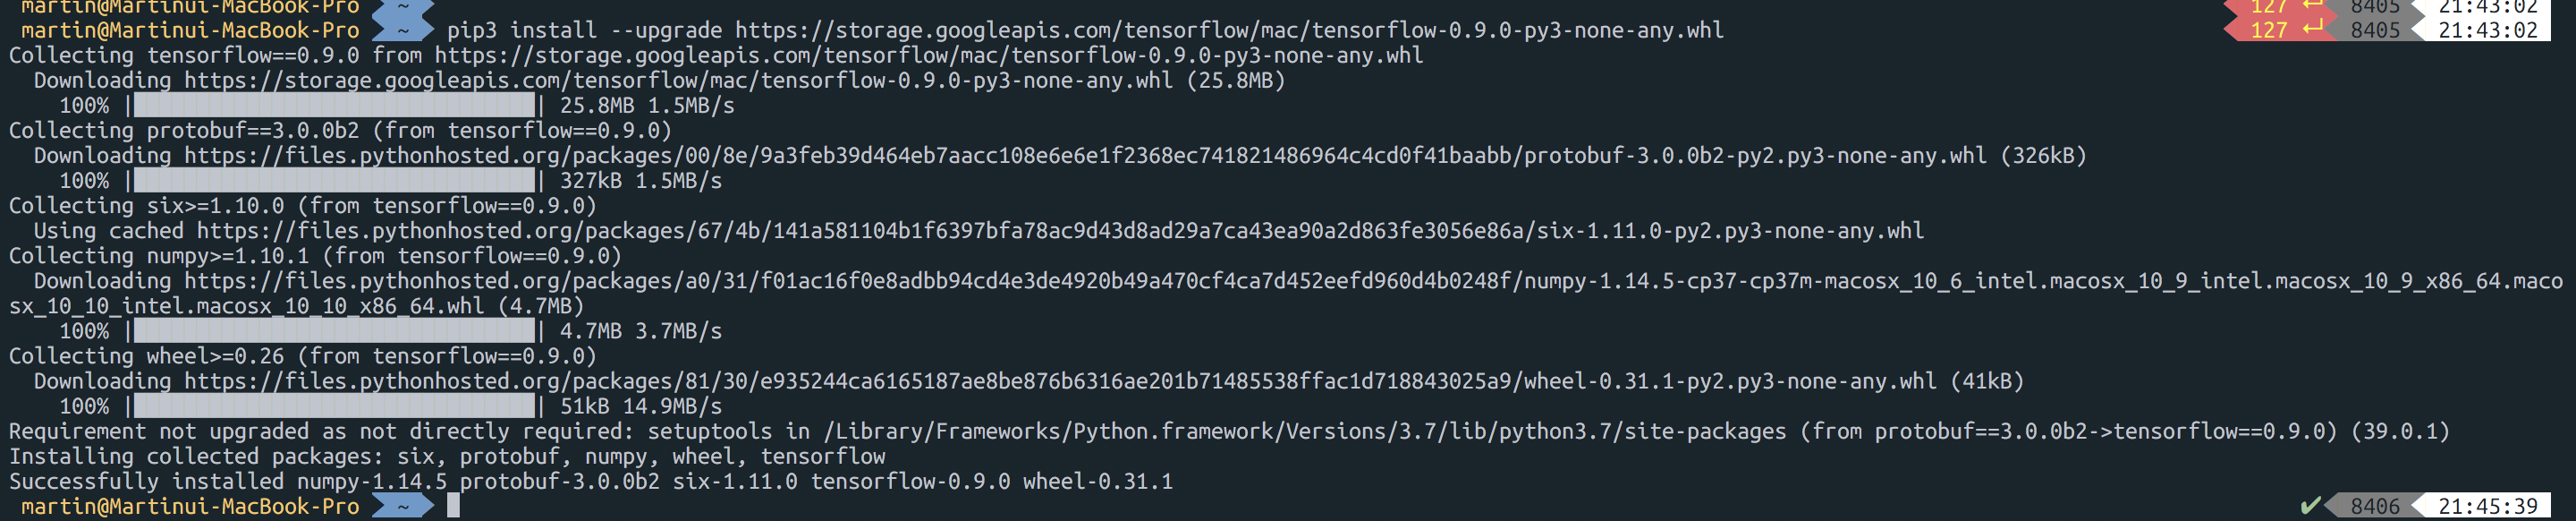 martin@Martinui-MacBook-Pro ~ 127 ↵ 8405 21:43:02
martin@Martinui-MacBook-Pro ~ pip3 install --upgrade https://storage.googleapis.com/tensorflow/mac/tensorflow-0.9.0-py3-none-any.whl 127 ↵ 8405 21:43:02
Collecting tensorflow==0.9.0 from https://storage.googleapis.com/tensorflow/mac/tensorflow-0.9.0-py3-none-any.whl
Downloading https://storage.googleapis.com/tensorflow/mac/tensorflow-0.9.0-py3-none-any.whl (25.8MB)
100% |████████████████████████████████| 25.8MB 1.5MB/s
Collecting protobuf==3.0.0b2 (from tensorflow==0.9.0)
Downloading https://files.pythonhosted.org/packages/00/8e/9a3feb39d464eb7aacc108e6e6e1f2368ec741821486964c4cd0f41baabb/protobuf-3.0.0b2-py2.py3-none-any.whl (326kB)
100% |████████████████████████████████| 327kB 1.5MB/s
Collecting six>=1.10.0 (from tensorflow==0.9.0)
Using cached https://files.pythonhosted.org/packages/67/4b/141a581104b1f6397bfa78ac9d43d8ad29a7ca43ea90a2d863fe3056e86a/six-1.11.0-py2.py3-none-any.whl
Collecting numpy>=1.10.1 (from tensorflow==0.9.0)
Downloading https://files.pythonhosted.org/packages/a0/31/f01ac16f0e8adbb94cd4e3de4920b49a470cf4ca7d452eefd960d4b0248f/numpy-1.14.5-cp37-cp37m-macosx_10_6_intel.macosx_10_9_intel.macosx_10_9_x86_64.maco
sx_10_10_intel.macosx_10_10_x86_64.whl (4.7MB)
100% |████████████████████████████████| 4.7MB 3.7MB/s
Collecting wheel>=0.26 (from tensorflow==0.9.0)
Downloading https://files.pythonhosted.org/packages/81/30/e935244ca6165187ae8be876b6316ae201b71485538ffac1d718843025a9/wheel-0.31.1-py2.py3-none-any.whl (41kB)
100% |████████████████████████████████| 51kB 14.9MB/s
Requirement not upgraded as not directly required: setuptools in /Library/Frameworks/Python.framework/Versions/3.7/lib/python3.7/site-packages (from protobuf==3.0.0b2->tensorflow==0.9.0) (39.0.1)
Installing collected packages: six, protobuf, numpy, wheel, tensorflow
Successfully installed numpy-1.14.5 protobuf-3.0.0b2 six-1.11.0 tensorflow-0.9.0 wheel-0.31.1
martin@Martinui-MacBook-Pro ~ ✔ 8406 21:45:39